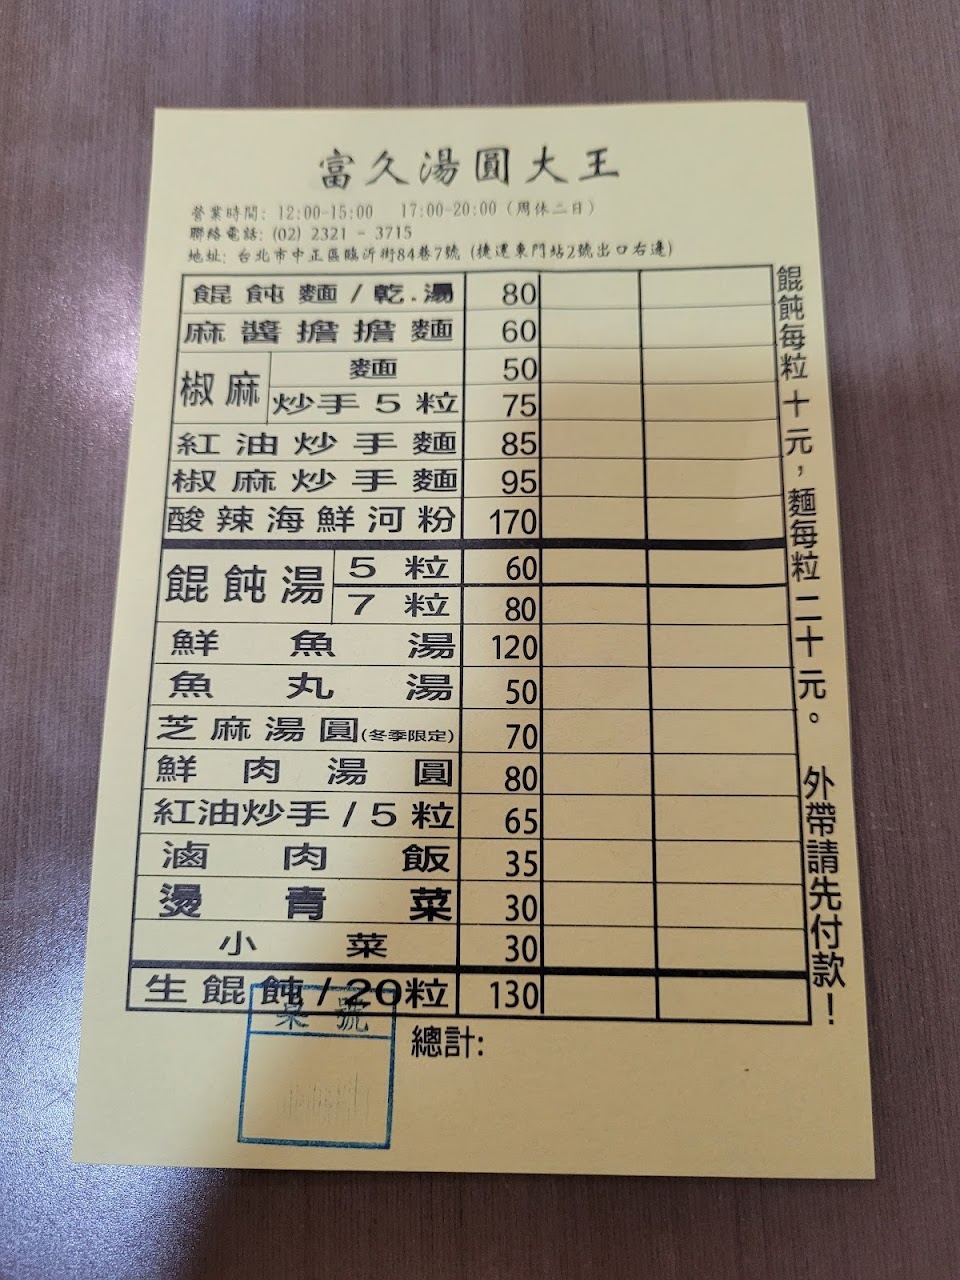 富久湯圓大王
營業時間: 12:00-15:00 17:00-20:00 (周休二日)
聯絡電話: (02) 2321 - 3715
地址: 台北市中正區臨沂街84巷7號 (捷運東門站2號出口右邊)
餛飩麵/乾.湯 80
麻醬擔擔麵 60
椒麻
麵 50
炒手5粒 75
紅油炒手麵 85
椒麻炒手麵 95
酸辣海鮮河粉 170
餛飩湯
5粒 60
7粒 80
鮮魚湯 120
魚丸湯 50
芝麻湯圓(冬季限定) 70
鮮肉湯圓 80
紅油炒手/5粒 65
滷肉飯 35
燙青菜 30
小菜 30
生餛飩/20粒 130
桌號
總計:
餛飩每粒十元，麵每粒二十元。 外帶請先付款！